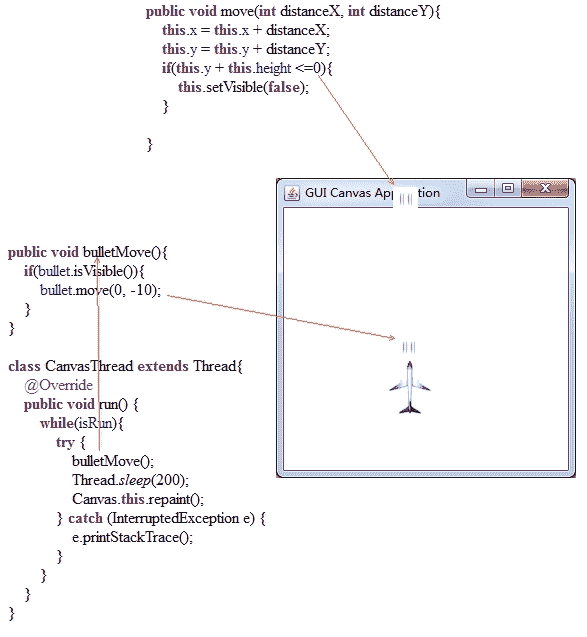 public void move(int distanceX, int distanceY){
this.x = this.x + distanceX;
this.y = this.y + distanceY;
if(this.y + this.height <=0){
this.setVisible(false);
}
}
GUI Canvas App tion
public void bulletMove(){
if(bullet.isVisible()){
bullet.move(0, -10);
}
}
class CanvasThread extends Thread{
@Override
public void run() {
while(isRun){
try {
bulletMove();
Thread.sleep(200);
Canvas.this.repaint();
} catch (InterruptedException e) {
e.printStackTrace();
}
}
}
}